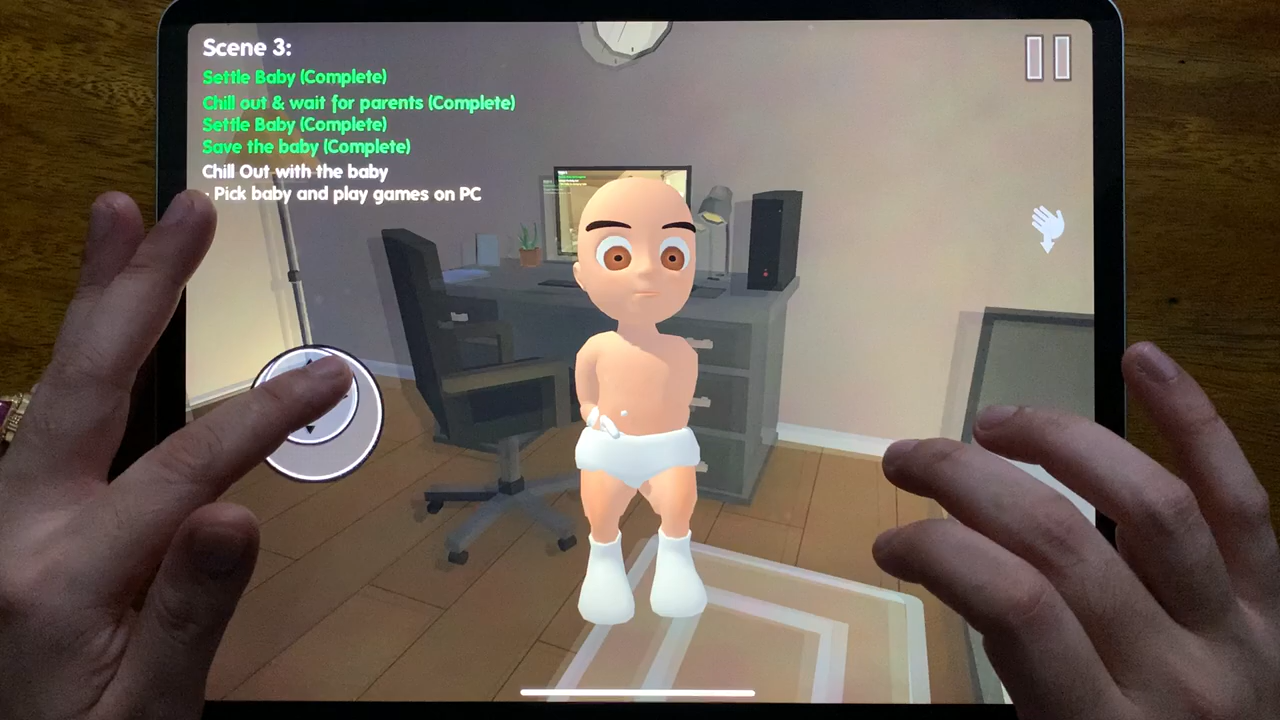 Scene 3:
Settle Baby (Complete)
Chill out & wait for parents (Complete)
Settle Baby (Complete)
Save the baby (Complete)
Chill Out with the baby
- Pick baby and play games on PC